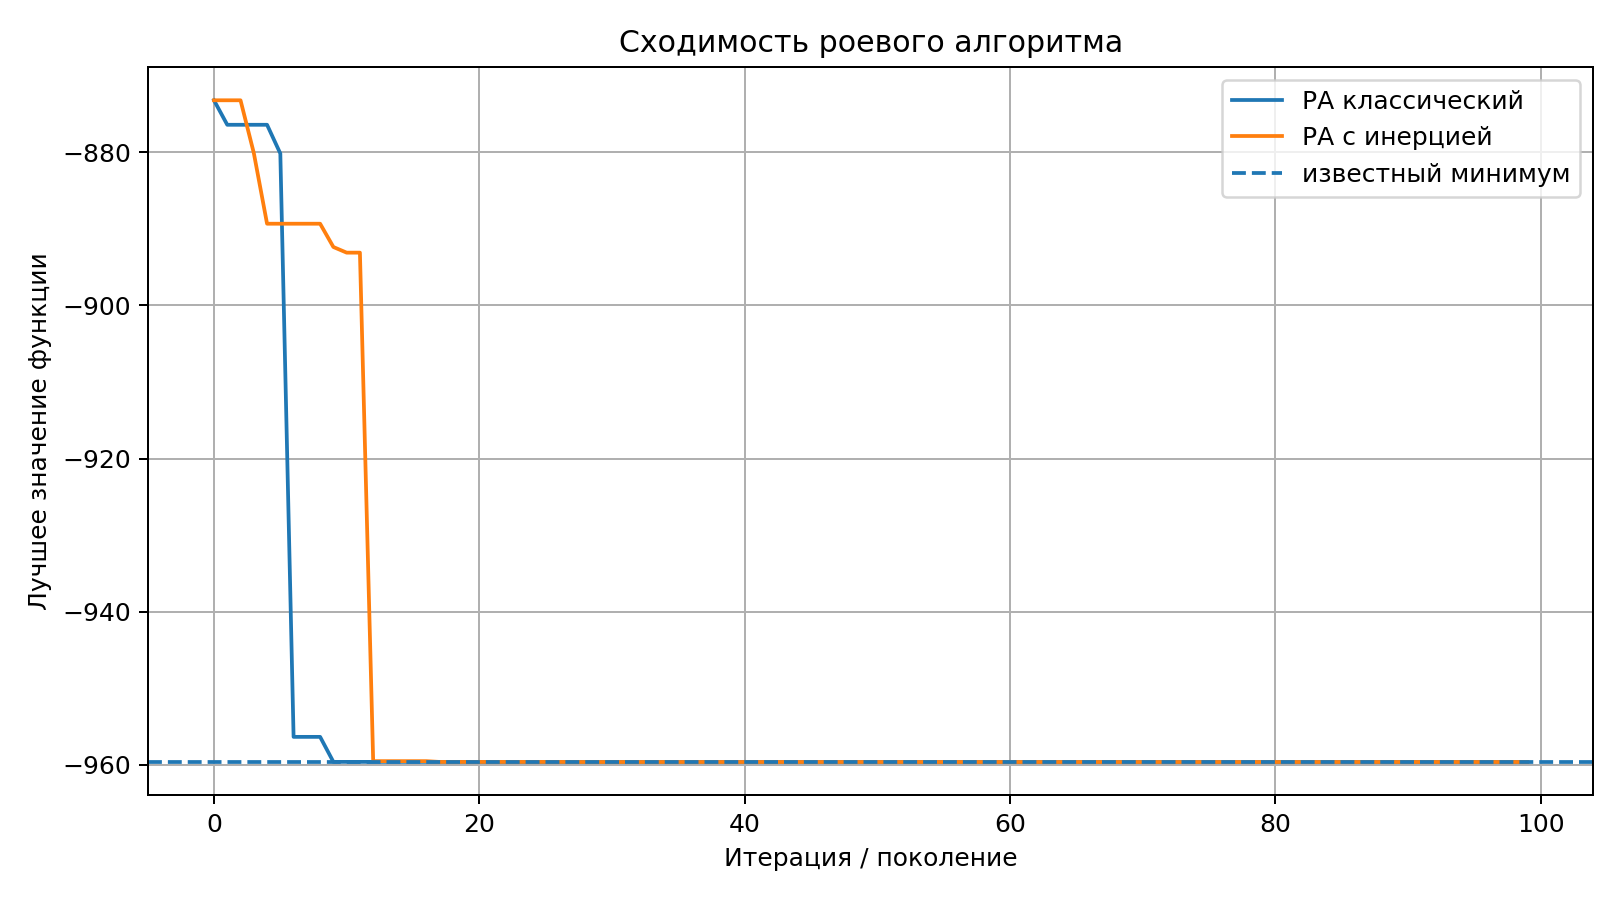 Сходимость роевого алгоритма
РА классический
РА с инерцией
известный минимум
Лучшее значение функции
−880
−900
−920
−940
−960
0 20 40 60 80 100
Итерация / поколение